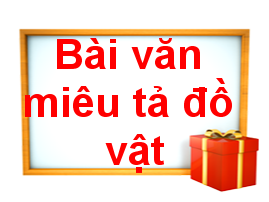 Bài văn
miêu tả đồ
vật